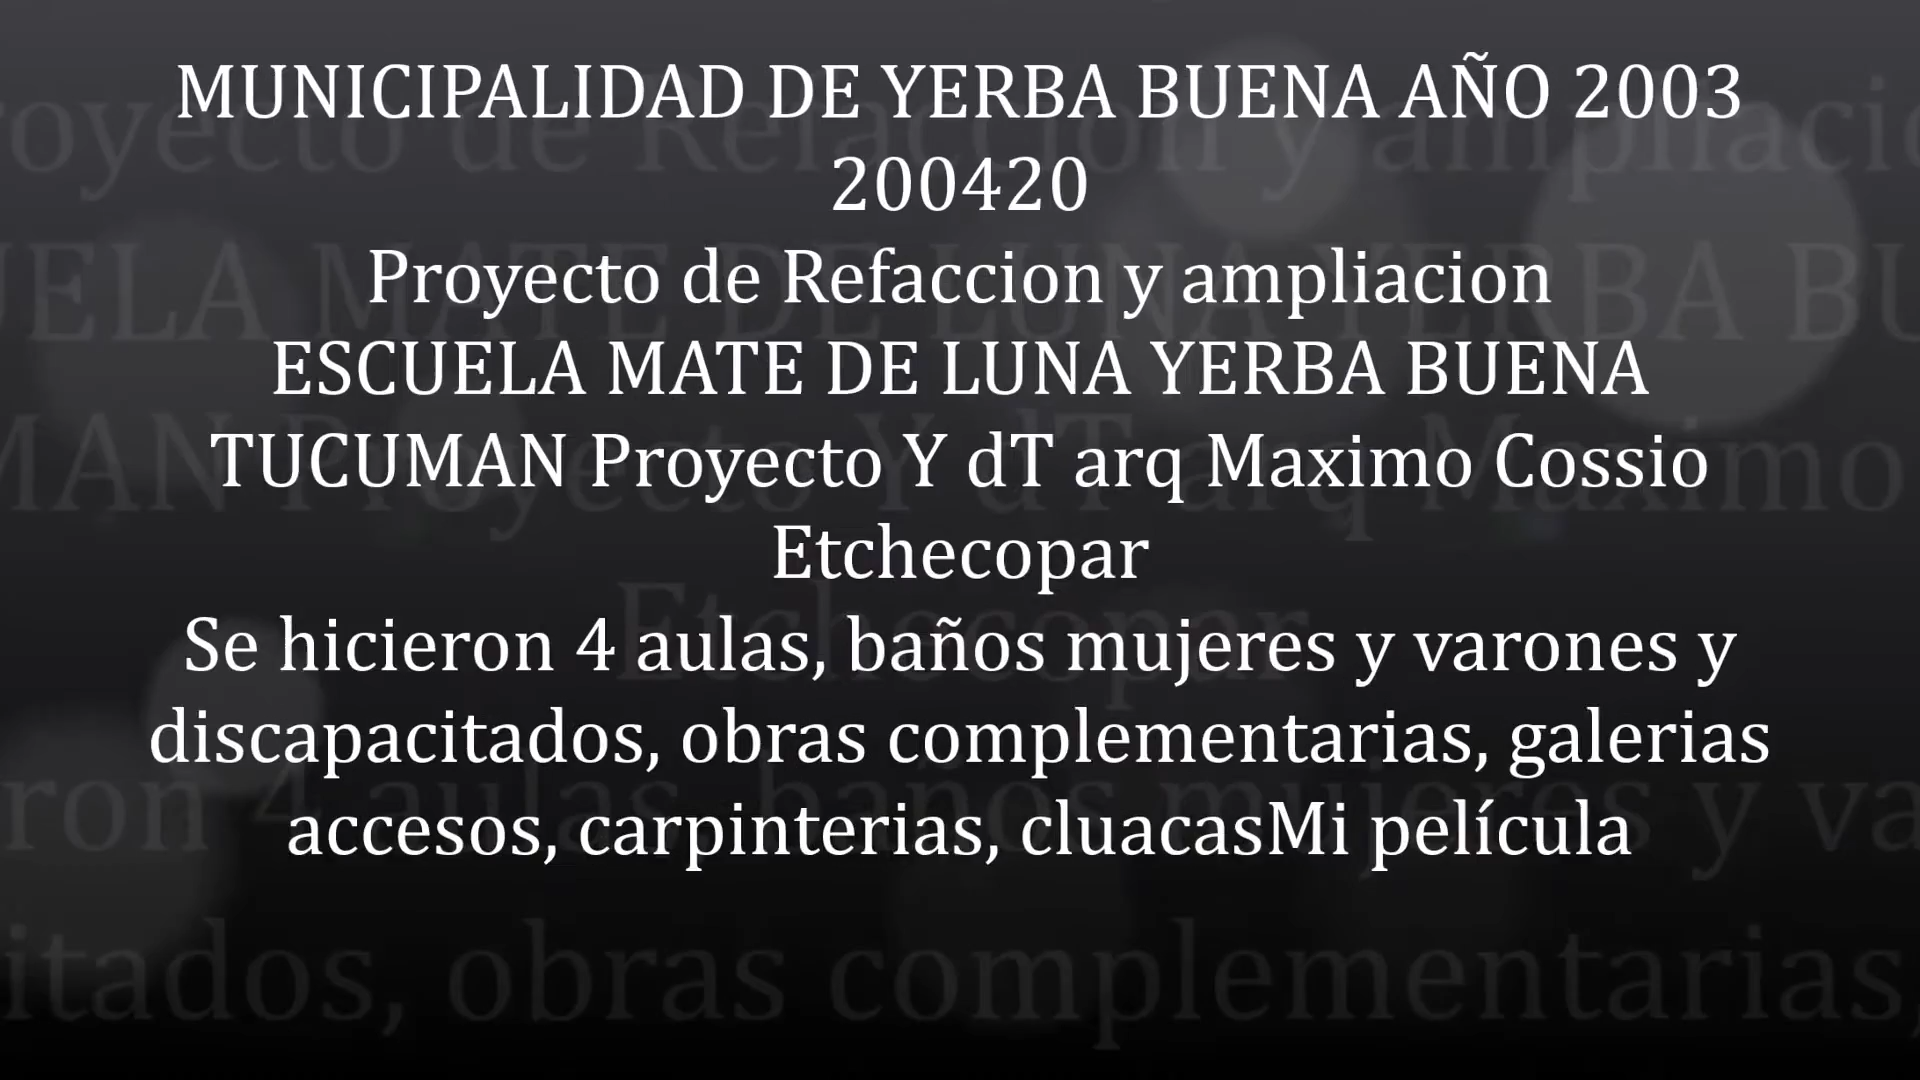 MUNICIPALIDAD DE YERBA BUENA AÑO 2003
200420
Proyecto de Refaccion y ampliacion
ESCUELA MATE DE LUNA YERBA BUENA
TUCUMAN Proyecto Y dT arq Maximo Cossio
Etchecopar
Se hicieron 4 aulas, baños mujeres y varones y
discapacitados, obras complementarias, galerias
accesos, carpinterias, cluacasMi película